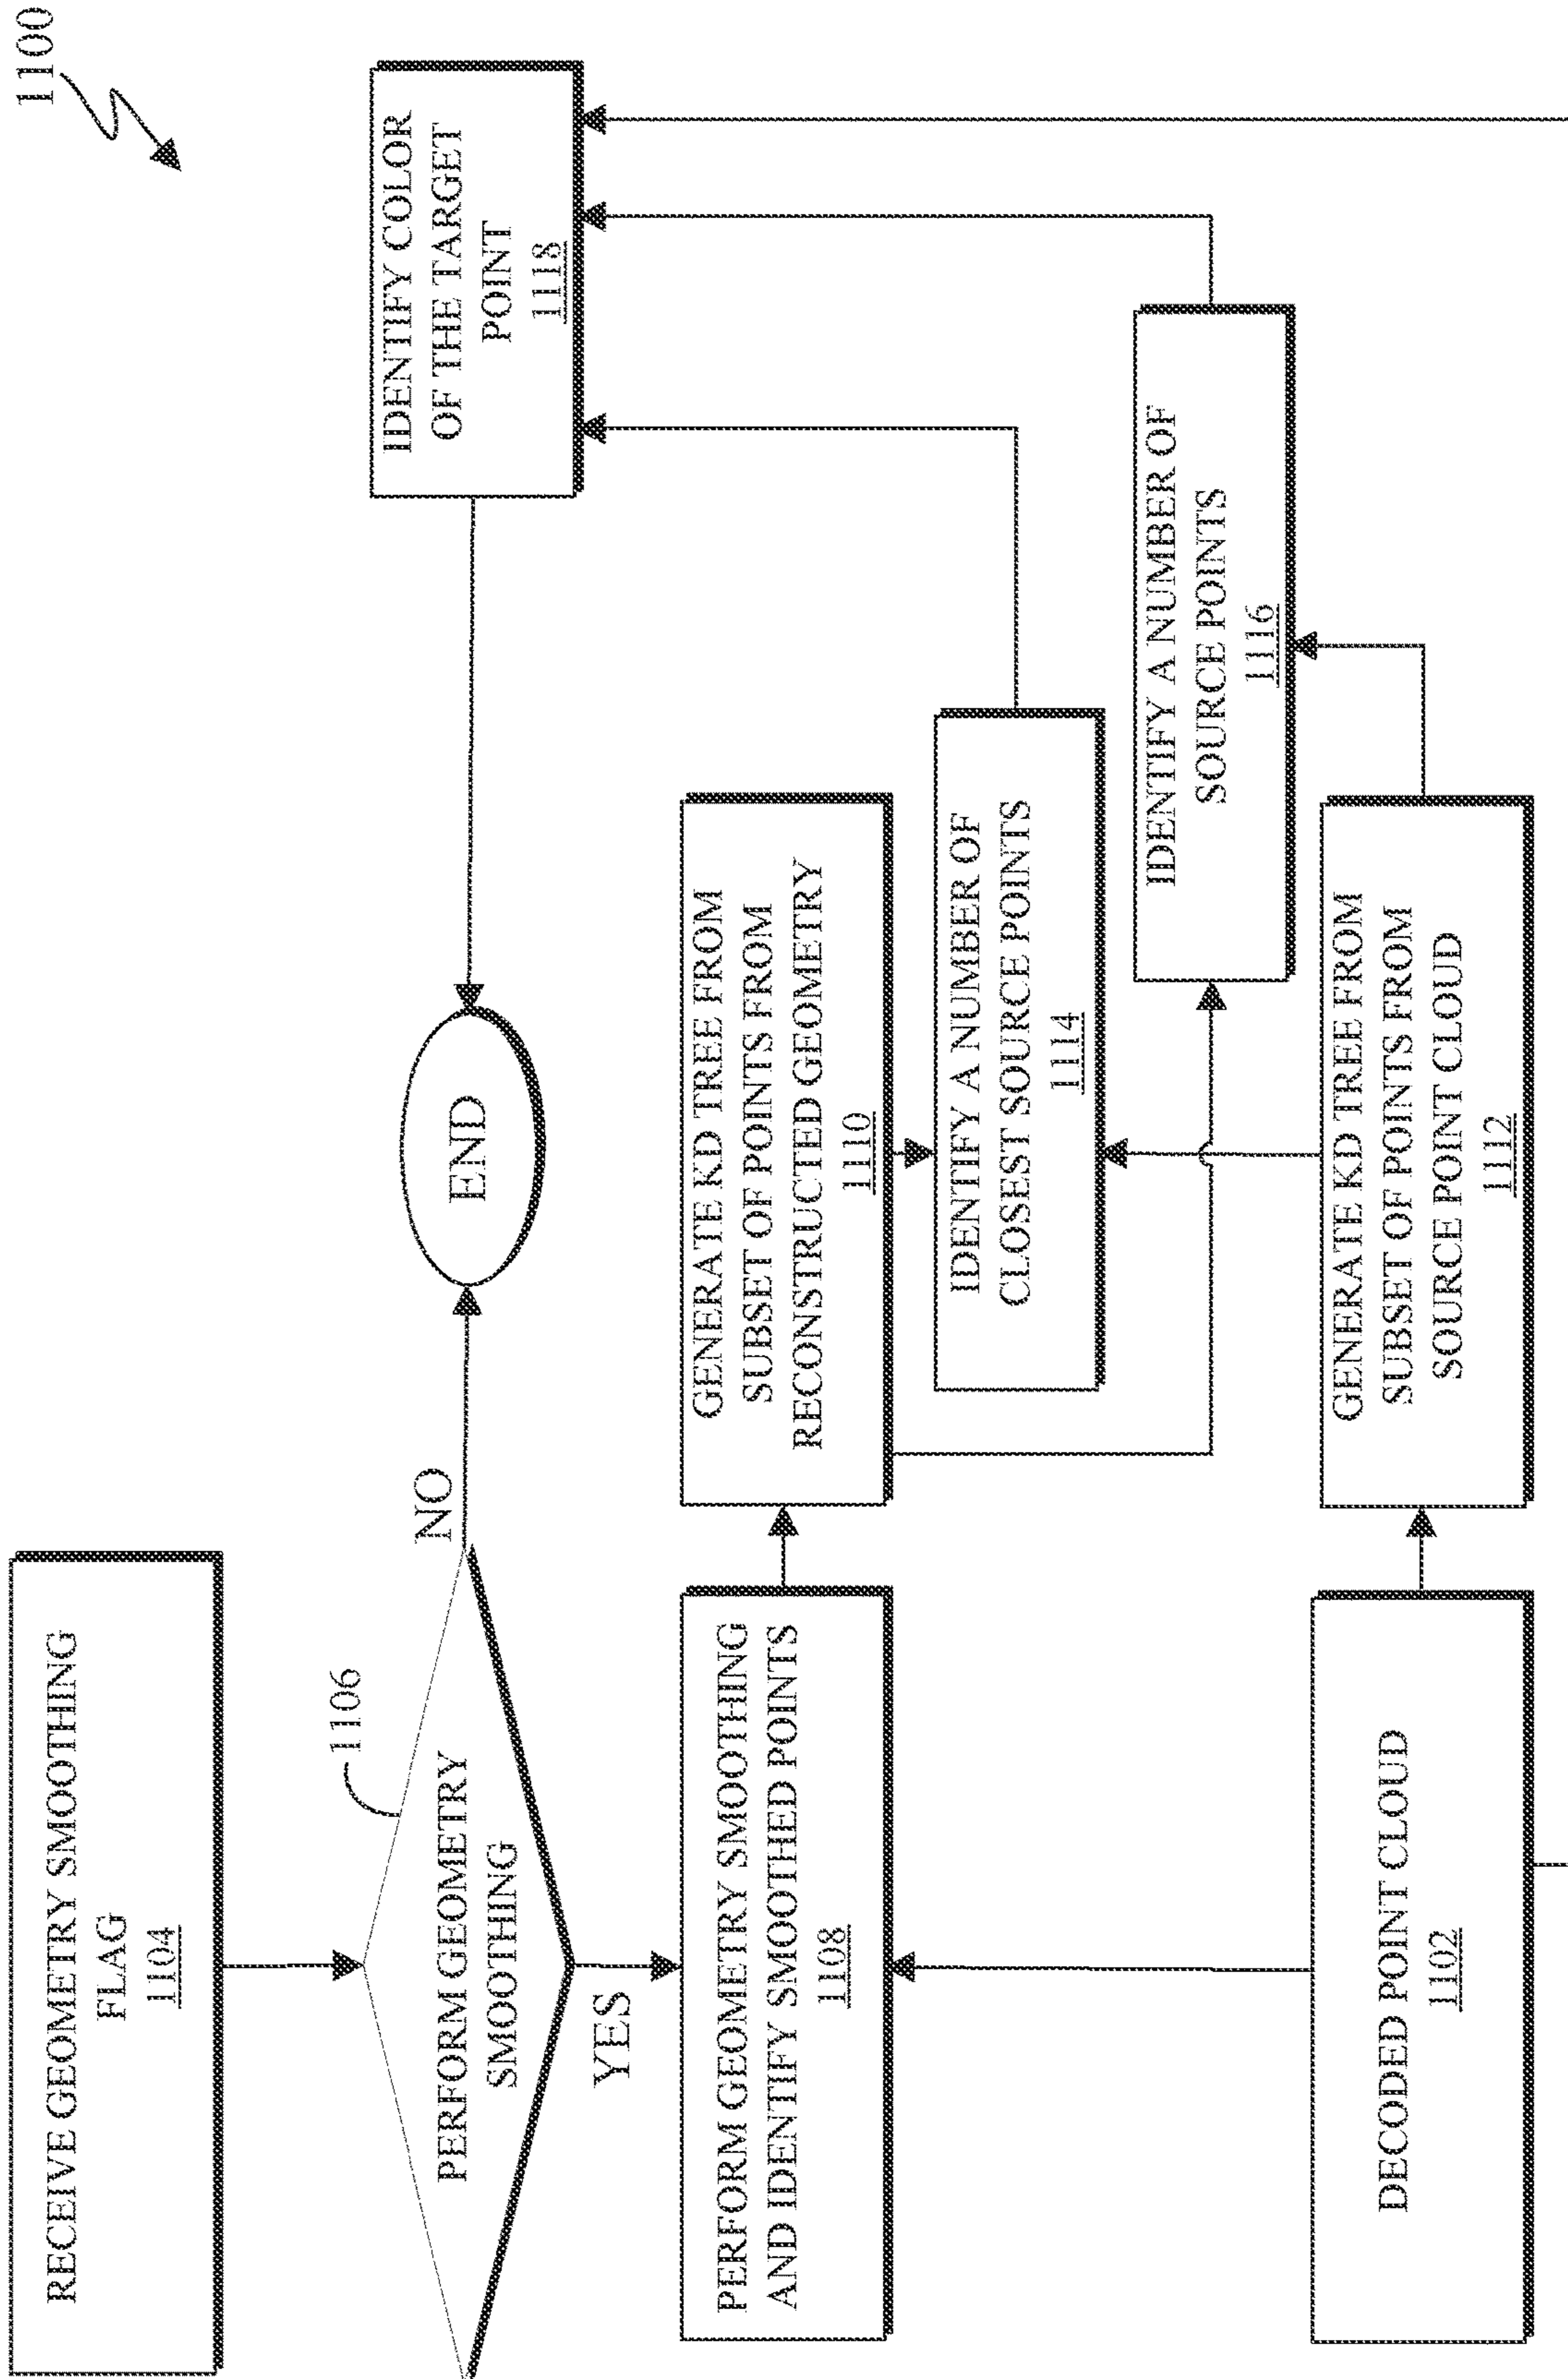 1100
RECEIVE GEOMETRY SMOOTHING
FLAG
1104
1106
PERFORM GEOMETRY
SMOOTHING
NO
YES
END
IDENTIFY COLOR
OF THE TARGET
POINT
1118
PERFORM GEOMETRY SMOOTHING
AND IDENTIFY SMOOTHED POINTS
1108
GENERATE KD TREE FROM
SUBSET OF POINTS FROM
RECONSTRUCTED GEOMETRY
1110
IDENTIFY A NUMBER OF
CLOSEST SOURCE POINTS
1114
IDENTIFY A NUMBER OF
SOURCE POINTS
1116
DECODED POINT CLOUD
1102
GENERATE KD TREE FROM
SUBSET OF POINTS FROM
SOURCE POINT CLOUD
1112